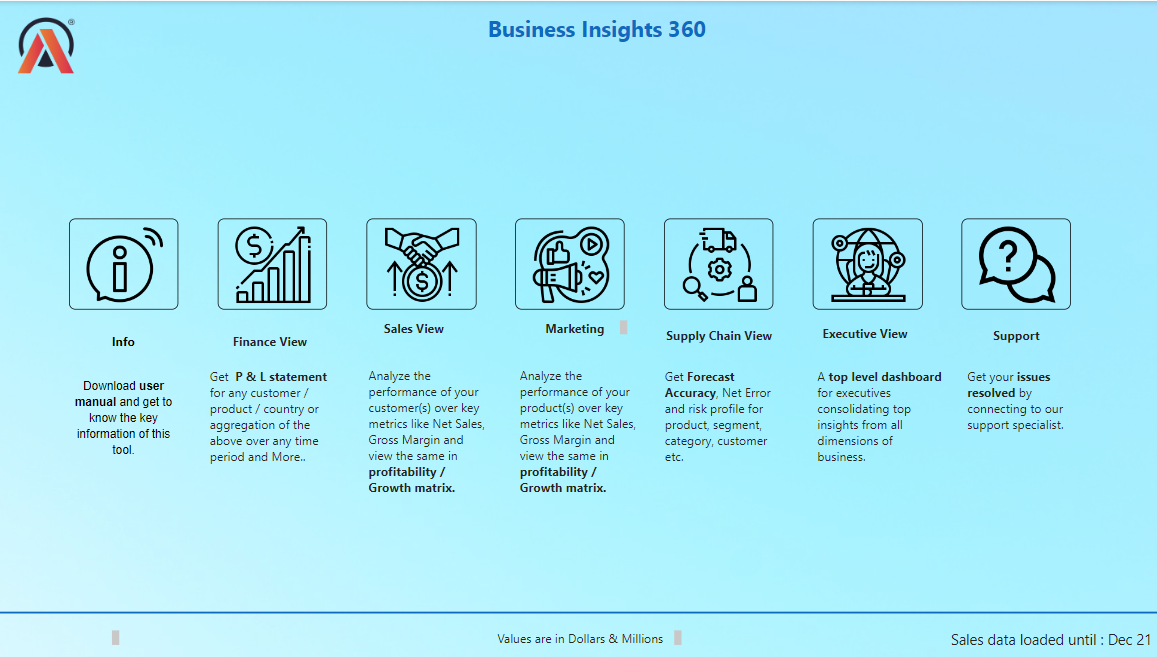 ®
Business Insights 360
Info
Download user
manual and get to
know the key
information of this
tool.
Finance View
Get P & L statement
for any customer /
product / country or
aggregation of the
above over any time
period and More..
Sales View
Analyze the
performance of your
customer(s) over key
metrics like Net Sales,
Gross Margin and
view the same in
profitability /
Growth matrix.
Marketing
Analyze the
performance of your
product(s) over key
metrics like Net Sales,
Gross Margin and
view the same in
profitability /
Growth matrix.
Supply Chain View
Get Forecast
Accuracy, Net Error
and risk profile for
product, segment,
category, customer
etc.
Executive View
A top level dashboard
for executives
consolidating top
insights from all
dimensions of
business.
Support
Get your issues
resolved by
connecting to our
support specialist.
Values are in Dollars & Millions
Sales data loaded until : Dec 21